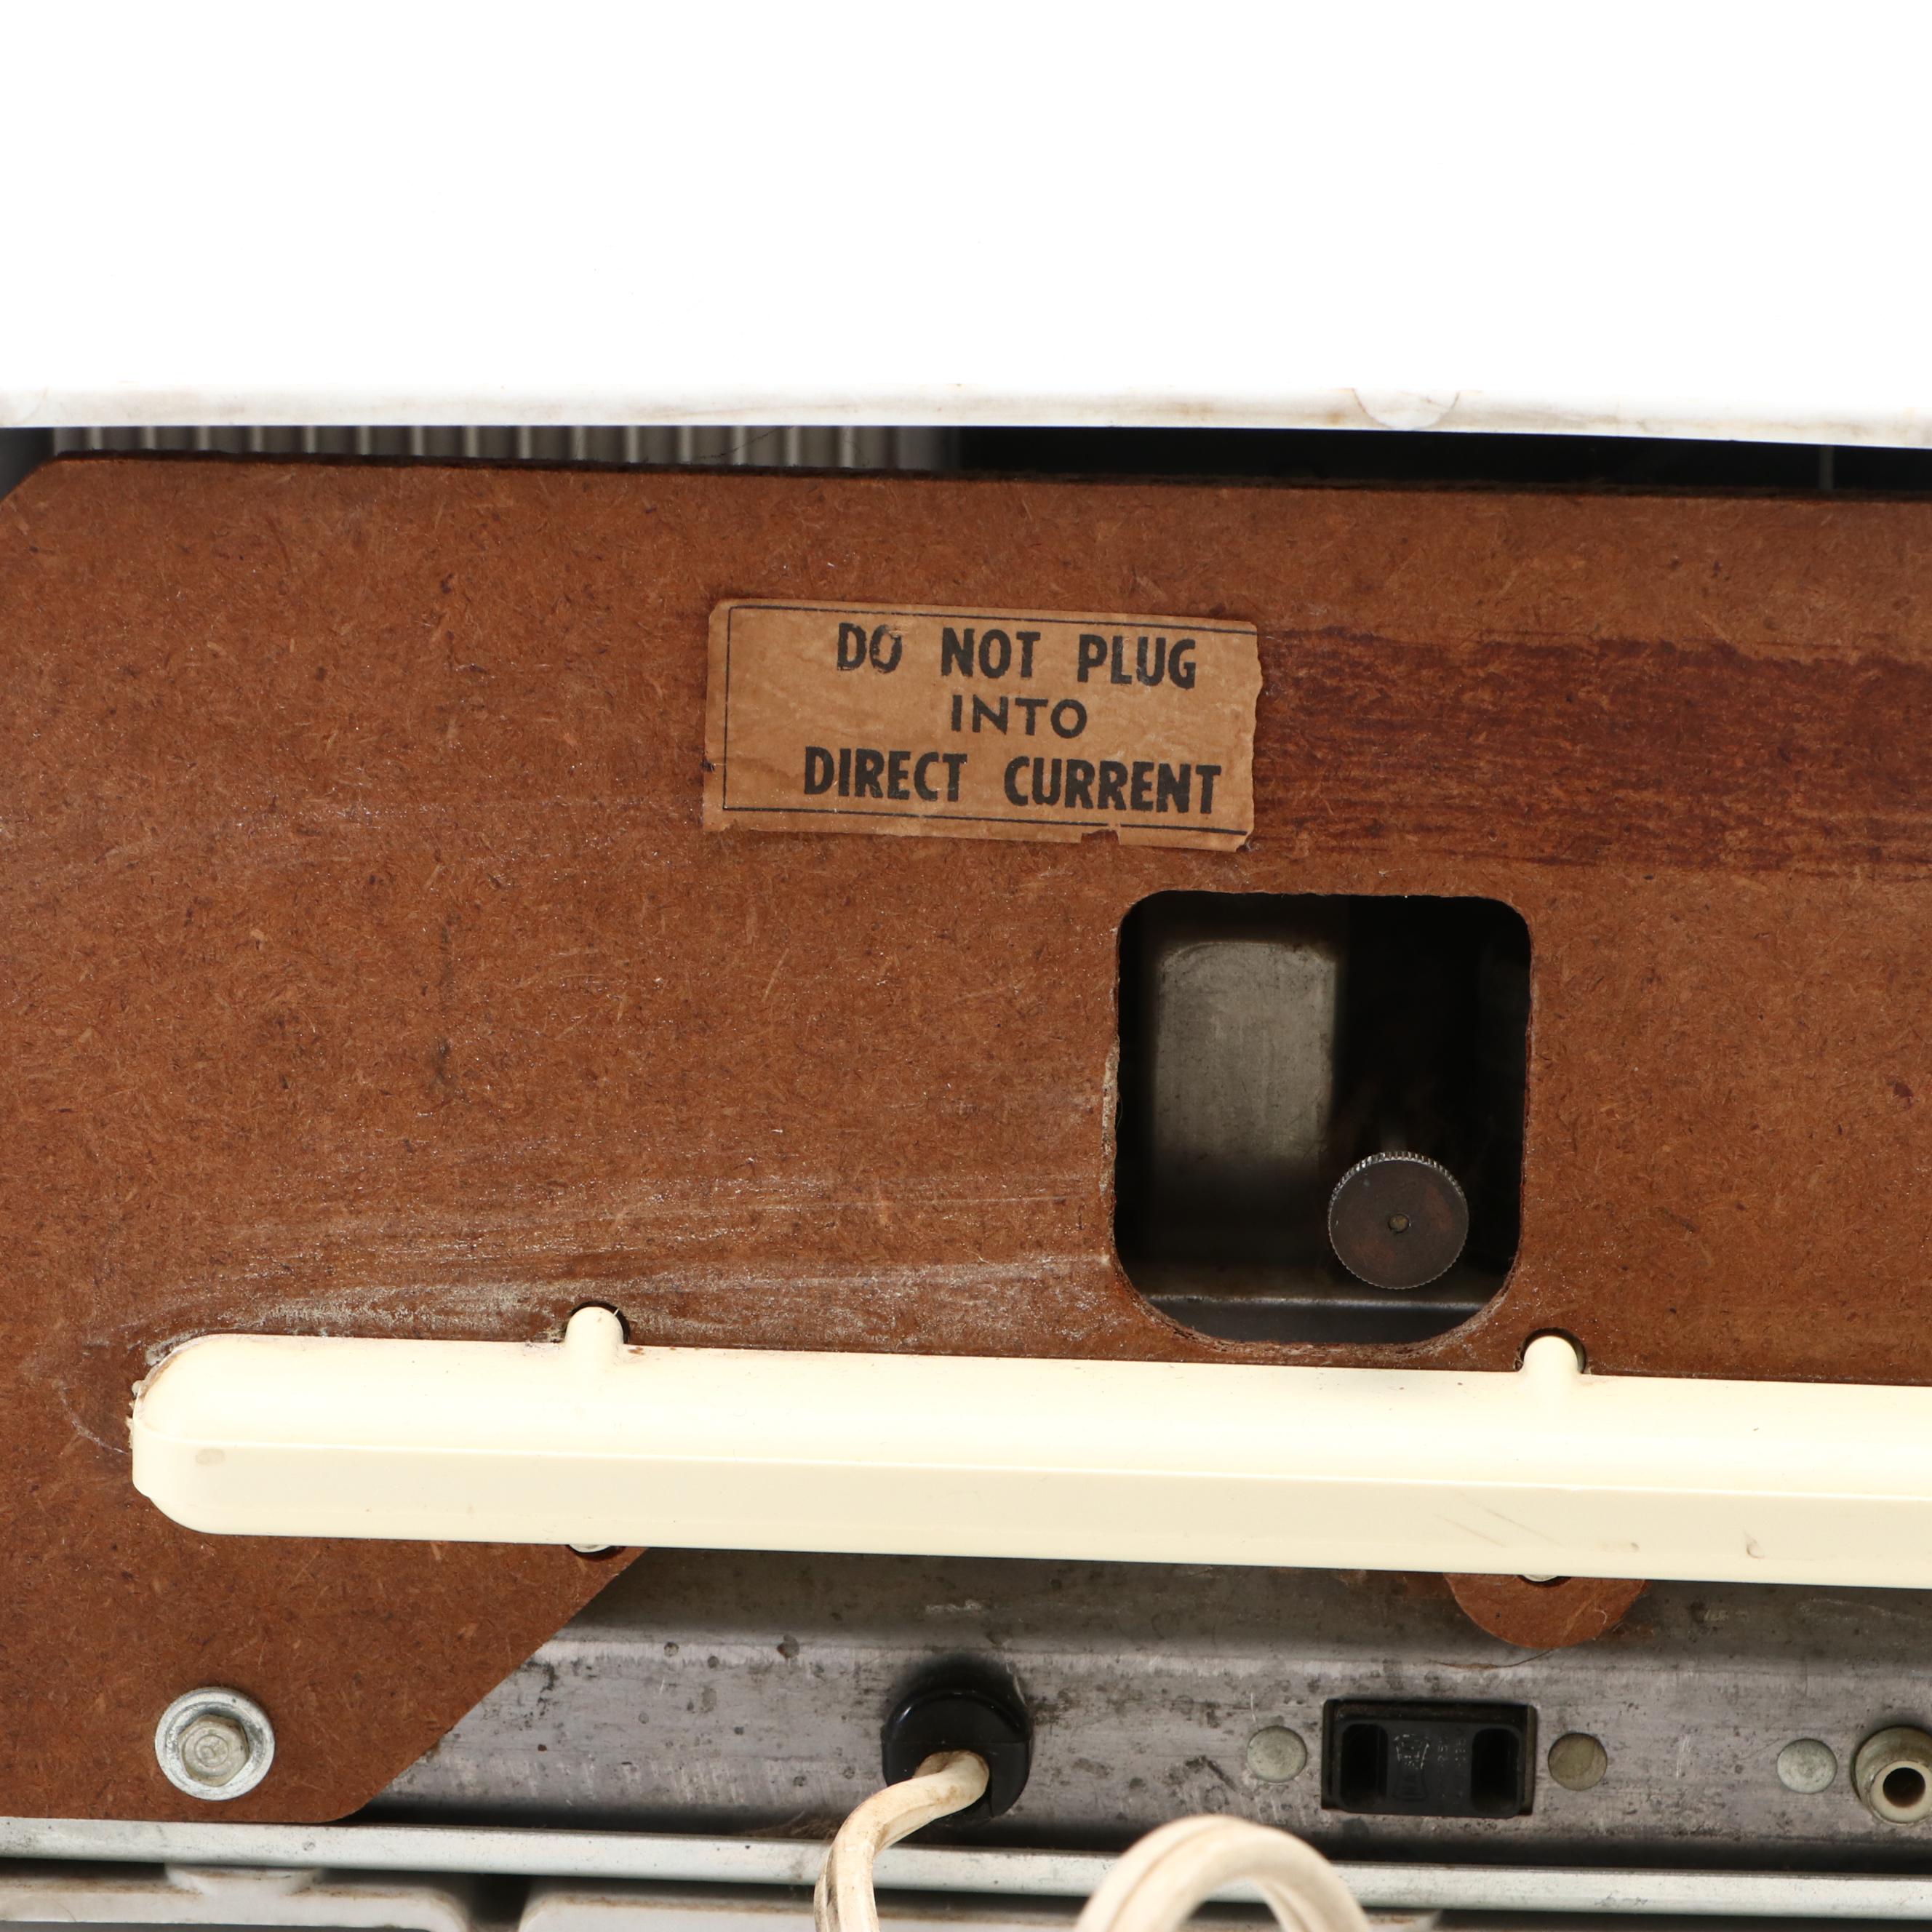 DO NOT PLUG
INTO
DIRECT CURRENT